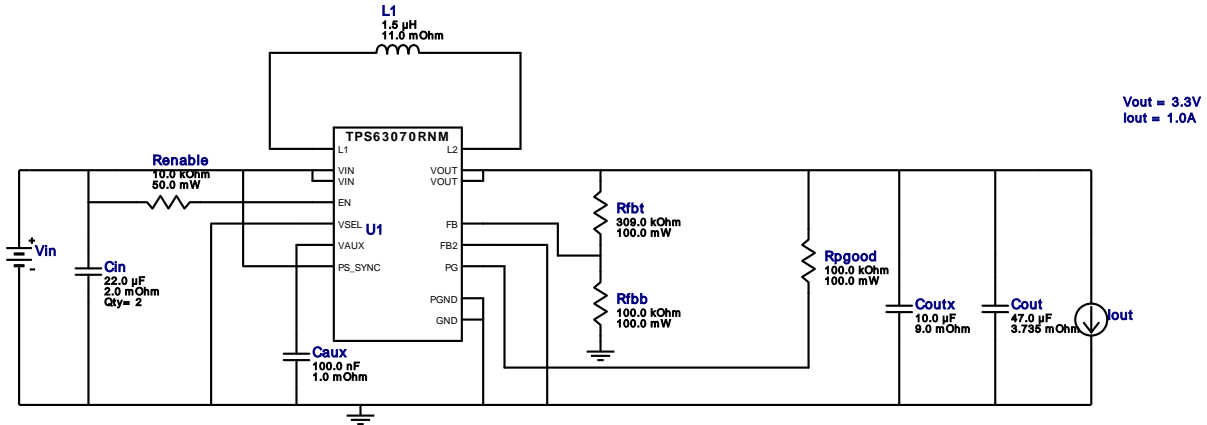 L1
1.5 µH
11.0 mOhm
Vout = 3.3V
Iout = 1.0A
TPS63070RNM
L1
L2
Renable
10.0 kOhm
50.0 mW
VIN
VIN
EN
VSEL
VAUX
PS_SYNC
U1
VOUT
VOUT
FB
FB2
PG
PGND
GND
Rfbt
309.0 kOhm
100.0 mW
Rpgood
100.0 kOhm
100.0 mW
+
Vin
-
Cin
22.0 µF
2.0 mOhm
Qty= 2
Rfbb
100.0 kOhm
100.0 mW
Coutx
10.0 µF
9.0 mOhm
Cout
47.0 µF
3.735 mOhm
Iout
Caux
100.0 nF
1.0 mOhm